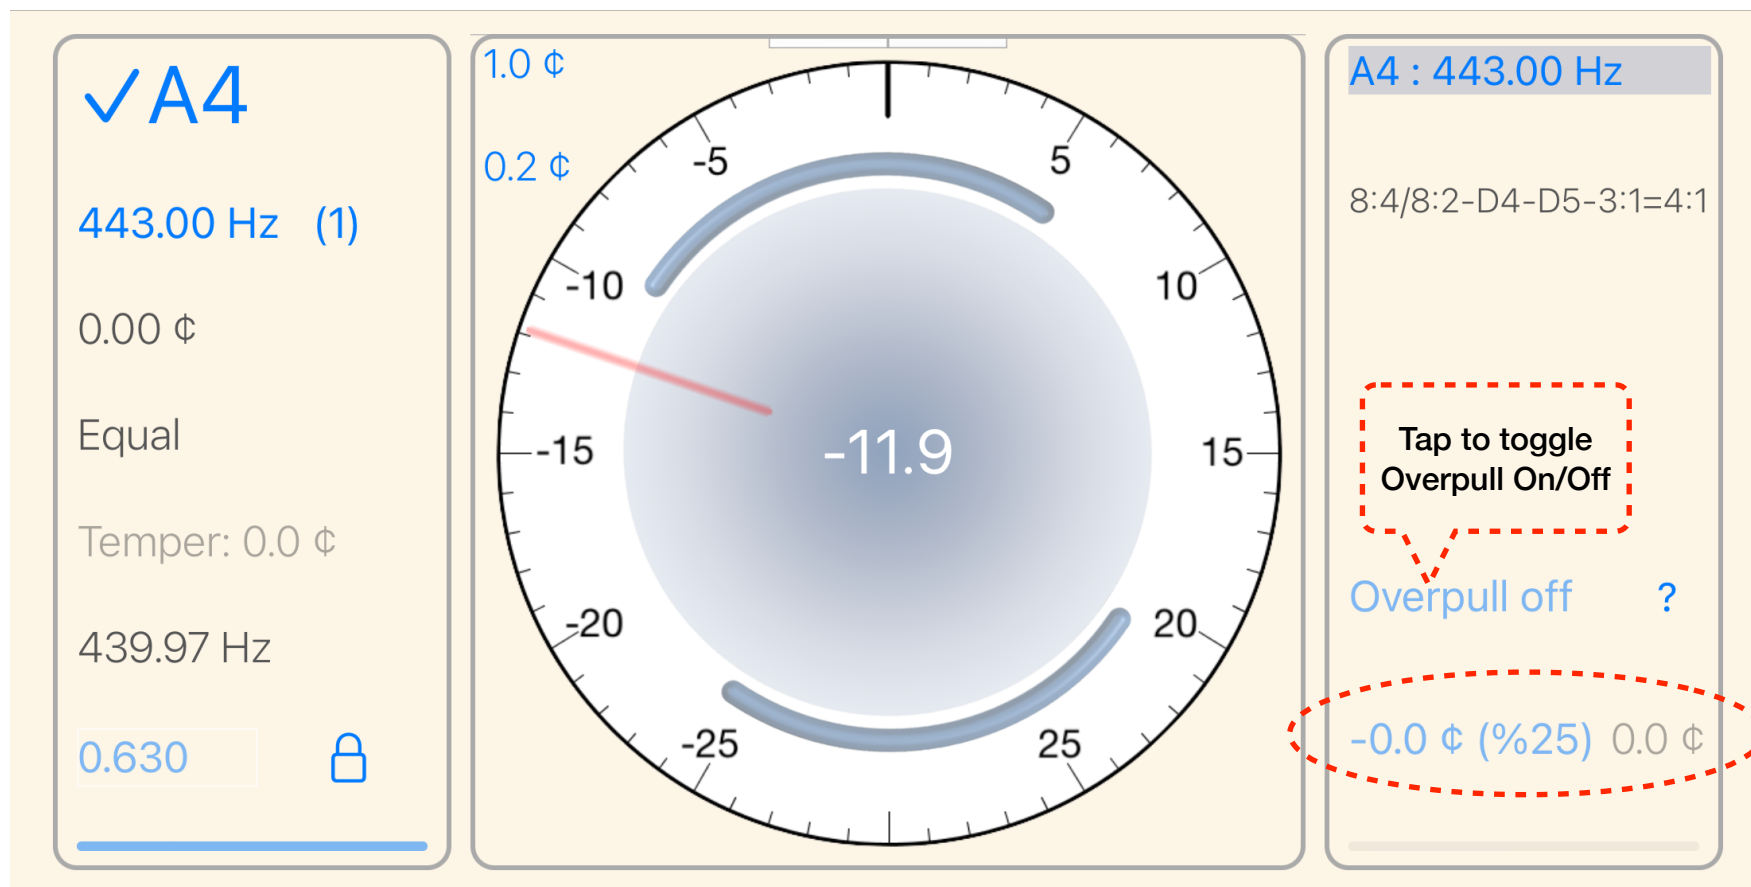 ✓A4
443.00 Hz (1)
0.00 ¢
Equal
Temper: 0.0 ¢
439.97 Hz
0.630
1.0 ¢
0.2 ¢
-5
5
-10
10
-15
15
-20
20
-25
25
-11.9
A4 : 443.00 Hz
8:4/8:2-D4-D5-3:1=4:1
Tap to toggle
Overpull On/Off
Overpull off ?
-0.0 ¢ (%25) 0.0 ¢